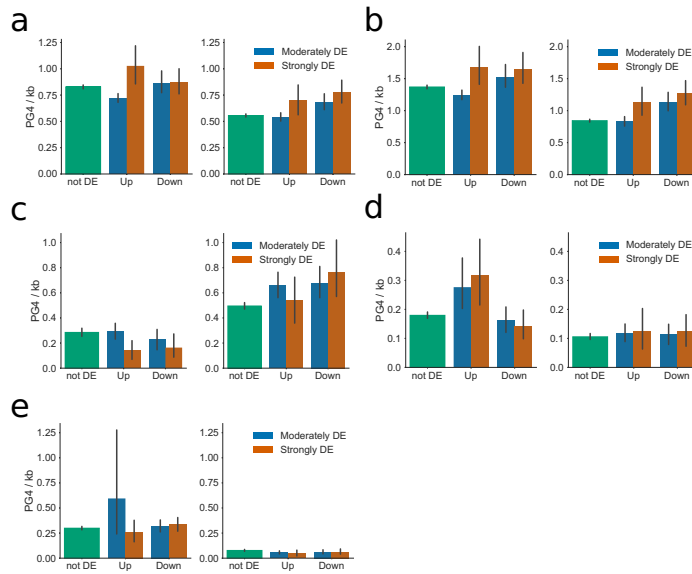 a
PG4 / kb
1.25
1.00
0.75
0.50
0.25
0.00
not DE Up Down
1.25
1.00
0.75
0.50
0.25
0.00
not DE Up Down
Moderately DE
Strongly DE
b
PG4 / kb
2.0
1.5
1.0
0.5
0.0
not DE Up Down
2.0
1.5
1.0
0.5
0.0
not DE Up Down
Moderately DE
Strongly DE
c
PG4 / kb
1.0
0.8
0.6
0.4
0.2
0.0
not DE Up Down
1.0
0.8
0.6
0.4
0.2
0.0
not DE Up Down
Moderately DE
Strongly DE
d
PG4 / kb
0.4
0.3
0.2
0.1
0.0
not DE Up Down
0.4
0.3
0.2
0.1
0.0
not DE Up Down
Moderately DE
Strongly DE
e
PG4 / kb
1.25
1.00
0.75
0.50
0.25
0.00
not DE Up Down
1.25
1.00
0.75
0.50
0.25
0.00
not DE Up Down
Moderately DE
Strongly DE